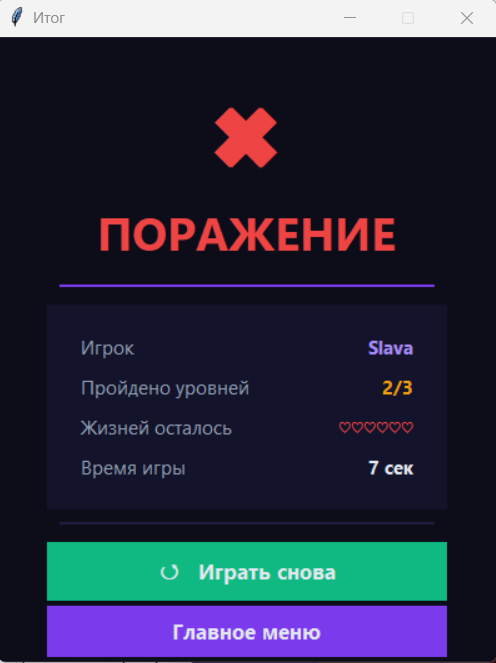 Итог
ПОРАЖЕНИЕ
Игрок Slava
Пройдено уровней 2/3
Жизней осталось ♡♡♡♡♡♡
Время игры 7 сек
Играть снова
Главное меню